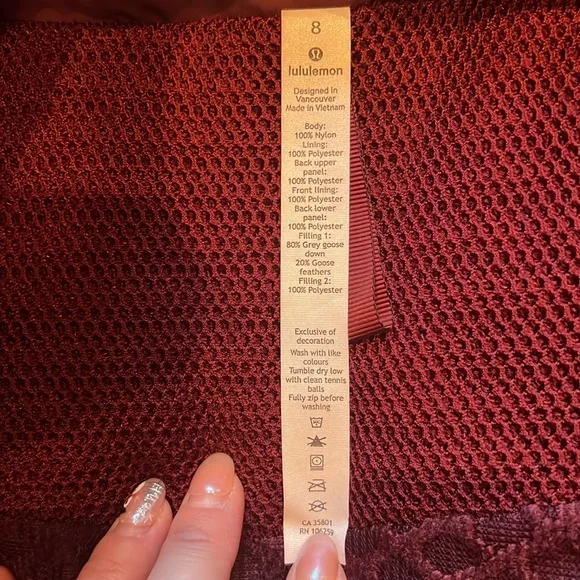 8
lululemon
Designed in
Vancouver
Made in Vietnam
Body:
100% Nylon
Lining:
100% Polyester
Back upper
panel:
100% Polyester
Front lining:
100% Polyester
Back lower
panel:
100% Polyester
Filling 1:
80% Grey goose
down
20% Goose
feathers
Filling 2:
100% Polyester
Exclusive of
decoration
Wash with like
colours
Tumble dry low
with clean tennis
balls
Fully zip before
washing
CA 35801
RN 106259